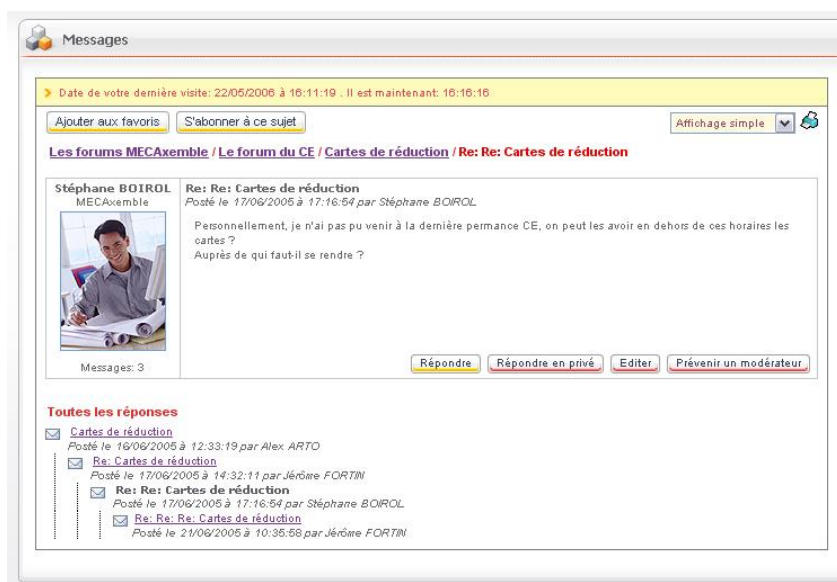 Messages
Date de votre dernière visite: 22/05/2006 à 16:11:19 . Il est maintenant: 16:16:16
Ajouter aux favoris S'abonner à ce sujet Affichage simple
Les forums MECAxemble / Le forum du CE / Cartes de réduction / Re: Re: Cartes de réduction
Stéphane BOIROL
MECAxemble
Messages: 3
Re: Re: Cartes de réduction
Posté le 17/06/2005 à 17:16:54 par Stéphane BOIROL
Personnellement, je n'ai pas pu venir à la dernière permance CE, on peut les avoir en dehors de ces horaires les
cartes ?
Auprès de qui faut-il se rendre ?
Répondre Répondre en privé Editer Prévenir un modérateur
Toutes les réponses
Cartes de réduction
Posté le 16/06/2005 à 12:33:19 par Alex ARTO
Re: Cartes de réduction
Posté le 17/06/2005 à 14:32:11 par Jérôme FORTIN
Re: Re: Cartes de réduction
Posté le 17/06/2005 à 17:16:54 par Stéphane BOIROL
Re: Re: Re: Cartes de réduction
Posté le 21/06/2005 à 10:35:58 par Jérôme FORTIN